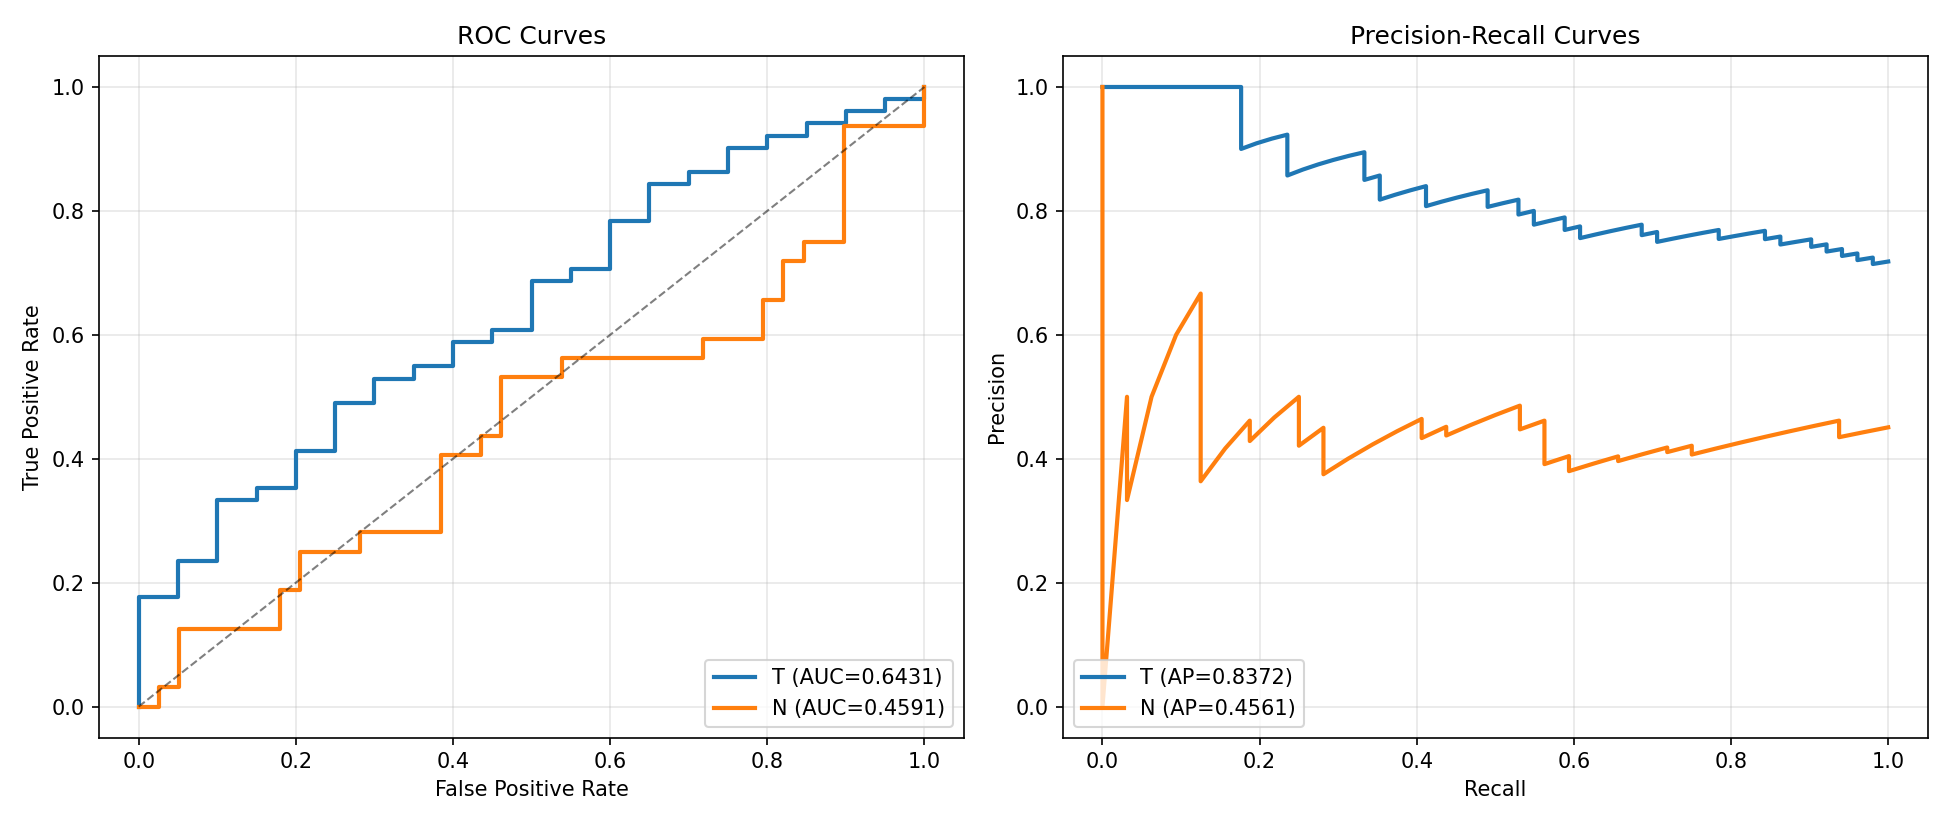 ROC Curves
True Positive Rate
1.0
0.8
0.6
0.4
0.2
0.0
0.0 0.2 0.4 0.6 0.8 1.0
False Positive Rate
T (AUC=0.6431)
N (AUC=0.4591)
Precision-Recall Curves
Precision
1.0
0.8
0.6
0.4
0.2
0.0
0.0 0.2 0.4 0.6 0.8 1.0
Recall
T (AP=0.8372)
N (AP=0.4561)